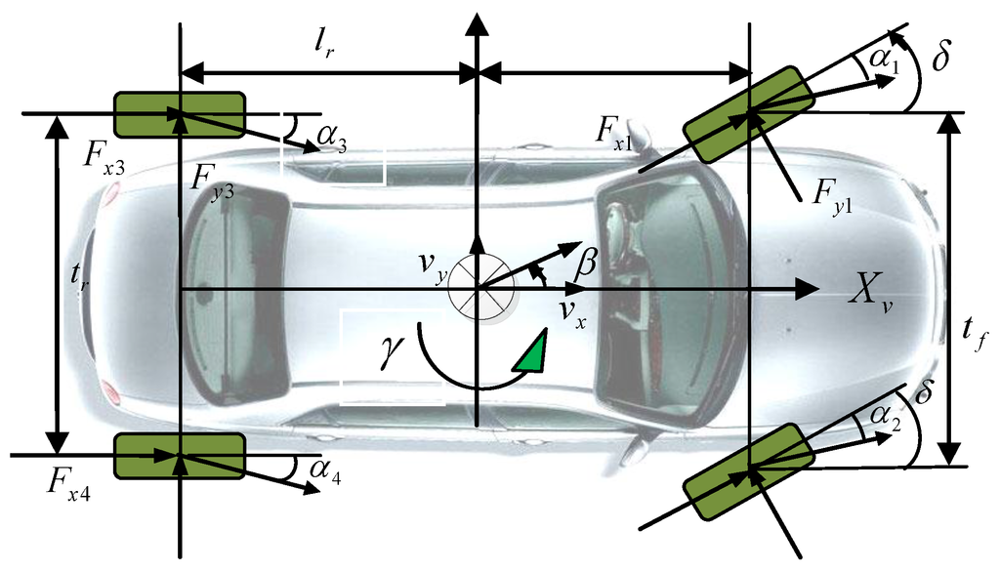 l_r
α_1
δ
F_x3
α_3
F_x1
F_y3
F_y1
t_r
v_y
β
v_x
X_v
γ
t_f
δ
α_2
F_x4
α_4